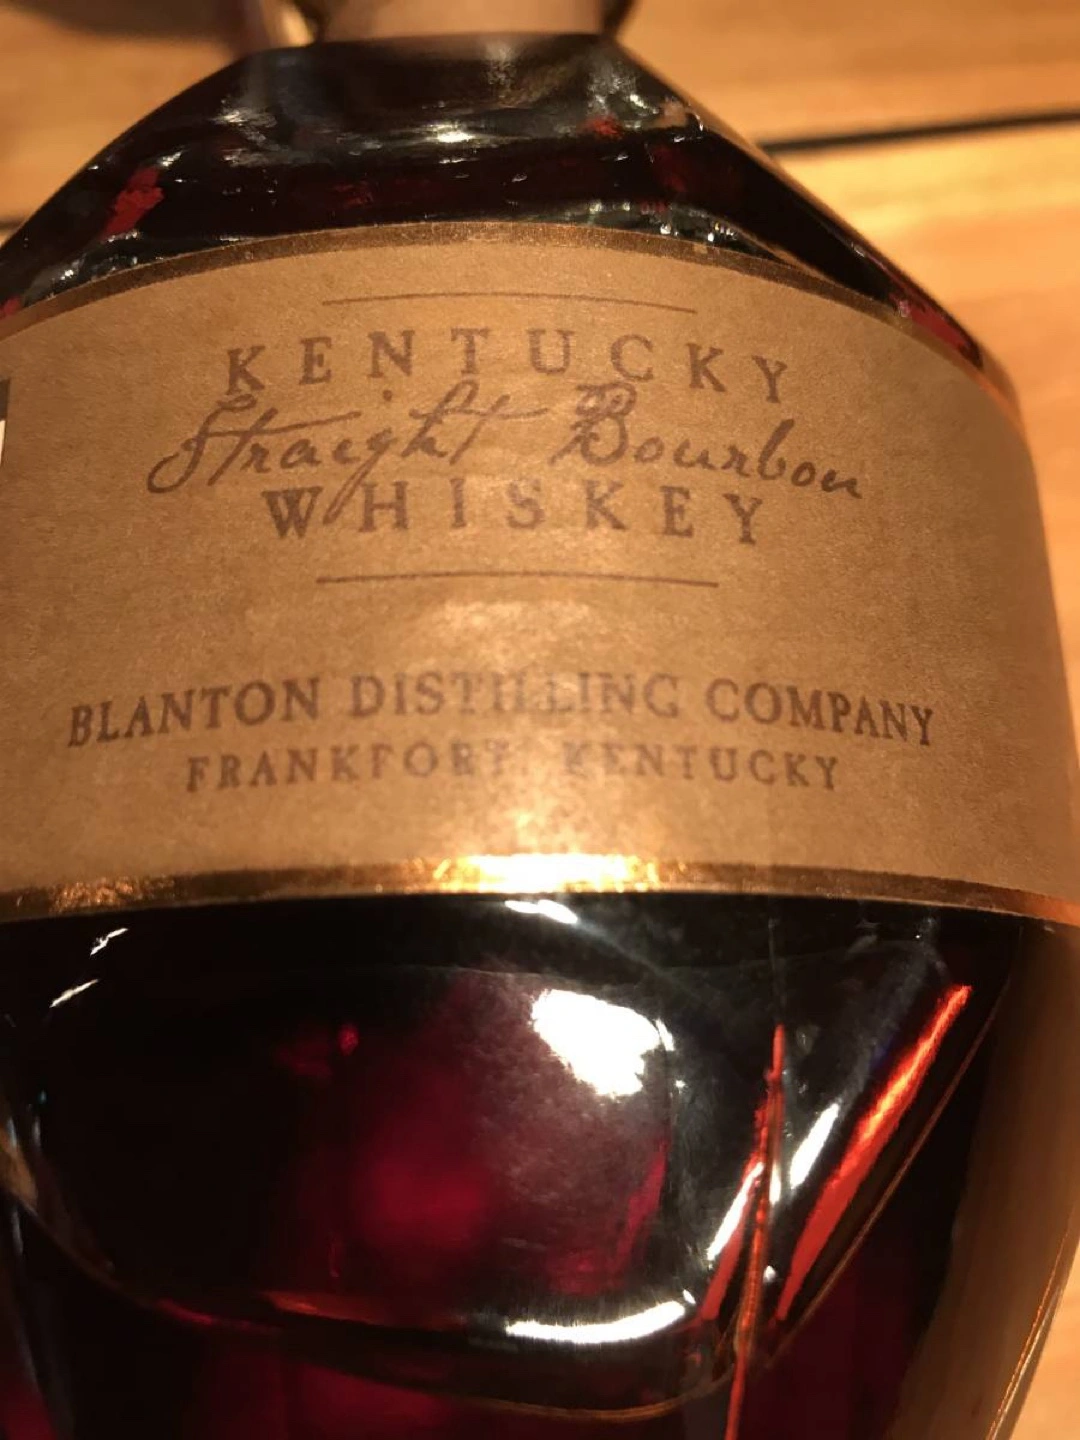 KENTUCKY
Straight Bourbon
WHISKEY
BLANTON DISTILLING COMPANY
FRANKFORT, KENTUCKY